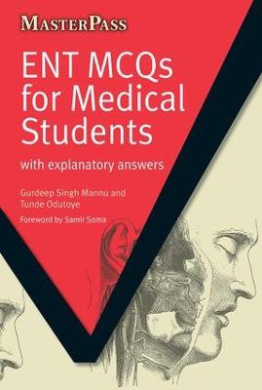 MASTERPASS
ENT MCQs
for Medical
Students
with explanatory answers
Gurdeep Singh Mannu and
Tunde Odutoye
Foreword by Samir Soma